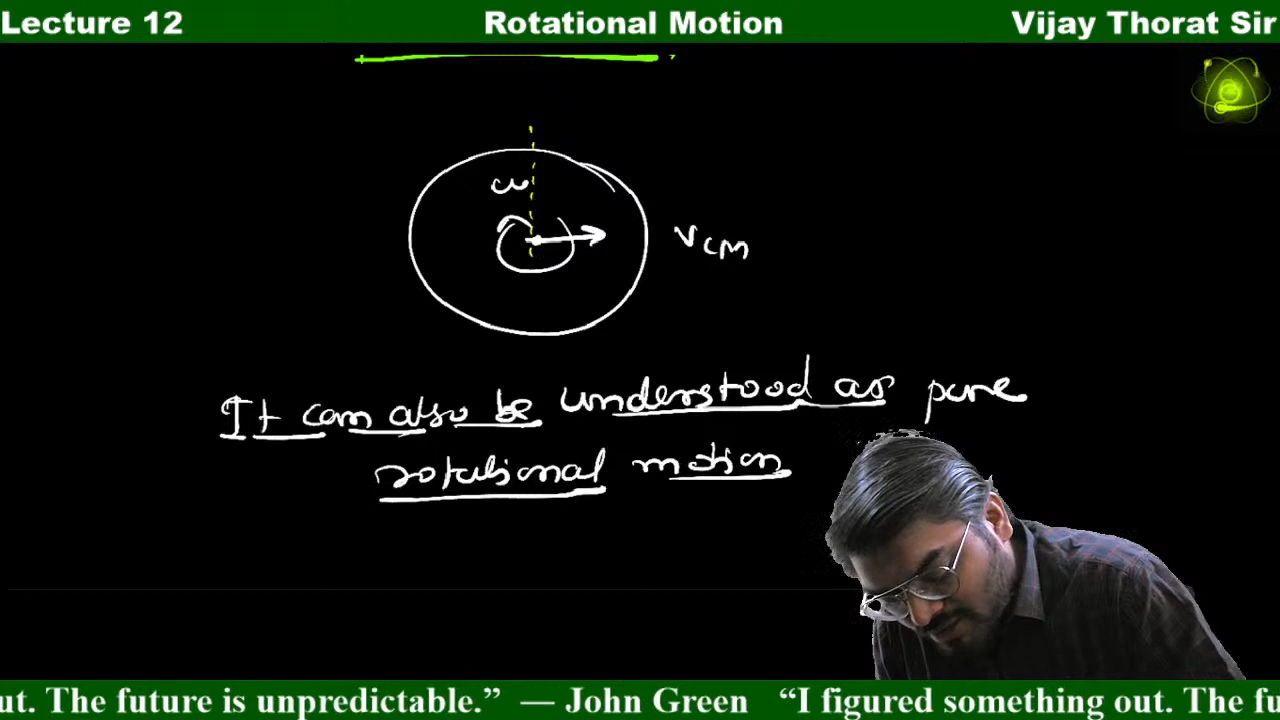 Lecture 12 Rotational Motion Vijay Thorat Sir
ω
VCM
It can also be understood as pure
rotational motion
ut. The future is unpredictable.” — John Green “I figured something out. The fu